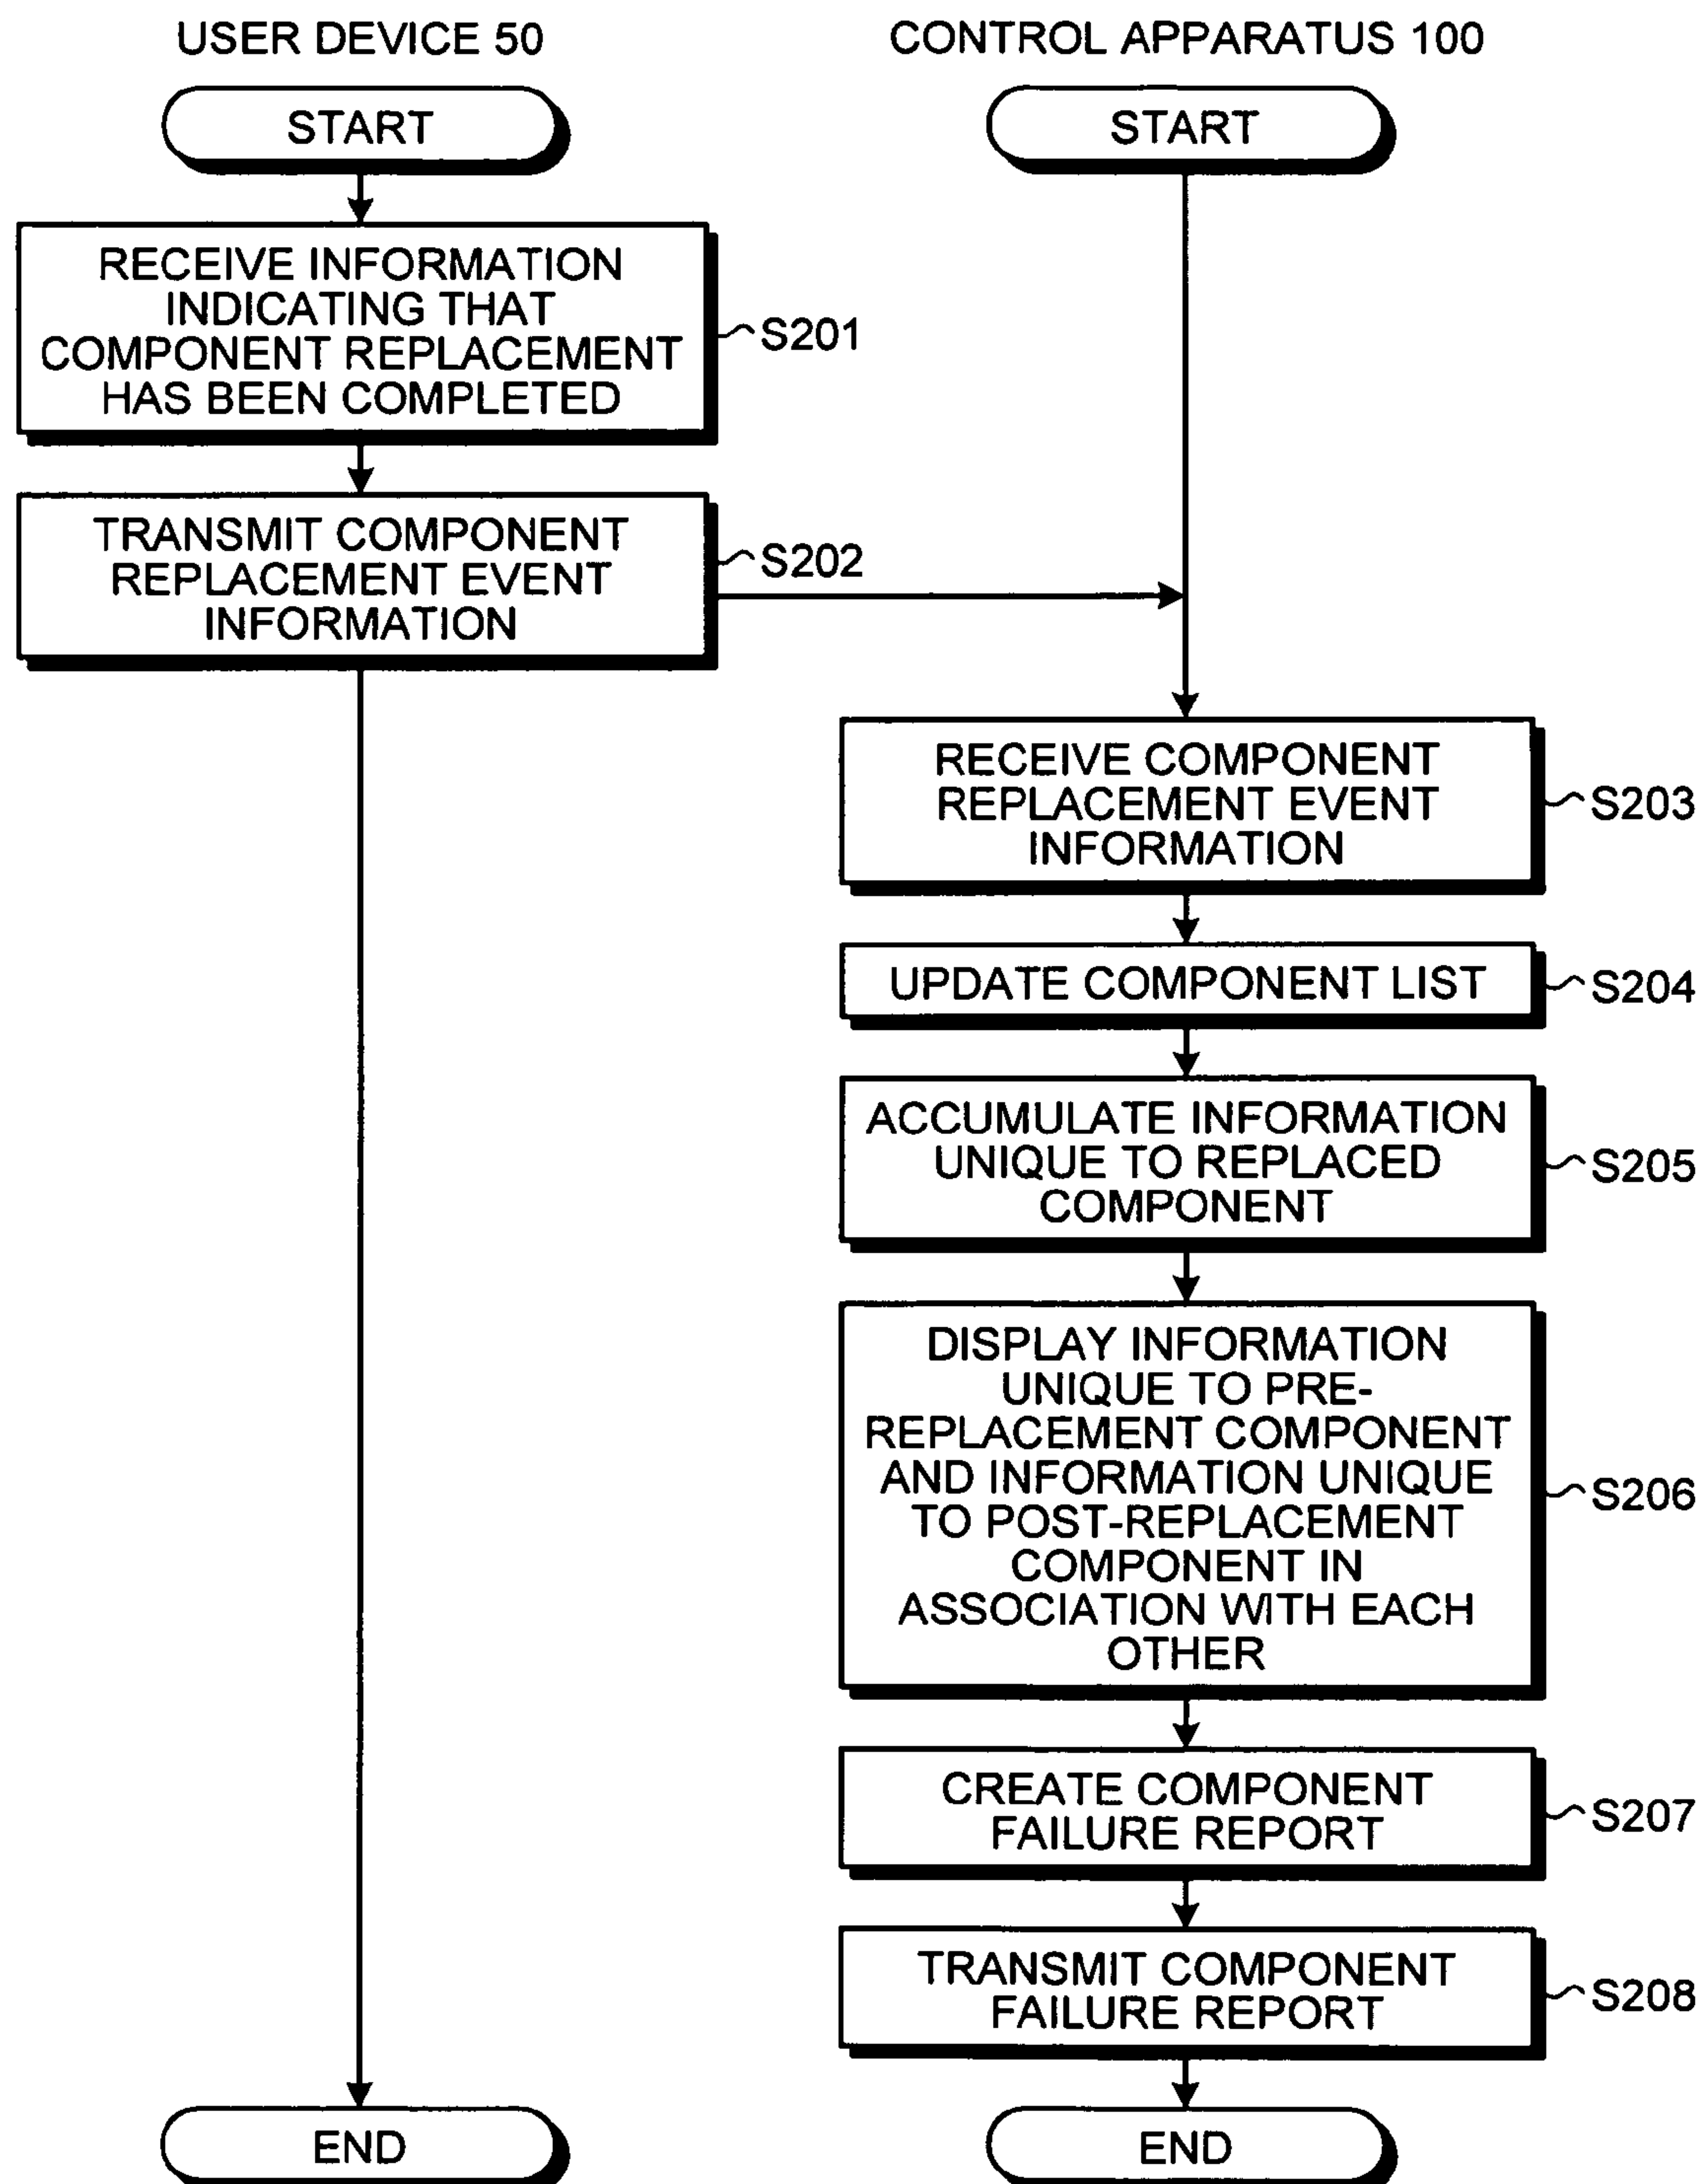 USER DEVICE 50
CONTROL APPARATUS 100
START
START
RECEIVE INFORMATION
INDICATING THAT
COMPONENT REPLACEMENT
HAS BEEN COMPLETED
S201
TRANSMIT COMPONENT
REPLACEMENT EVENT
INFORMATION
S202
RECEIVE COMPONENT
REPLACEMENT EVENT
INFORMATION
S203
UPDATE COMPONENT LIST
S204
ACCUMULATE INFORMATION
UNIQUE TO REPLACED
COMPONENT
S205
DISPLAY INFORMATION
UNIQUE TO PRE-
REPLACEMENT COMPONENT
AND INFORMATION UNIQUE
TO POST-REPLACEMENT
COMPONENT IN
ASSOCIATION WITH EACH
OTHER
S206
CREATE COMPONENT
FAILURE REPORT
S207
TRANSMIT COMPONENT
FAILURE REPORT
S208
END
END